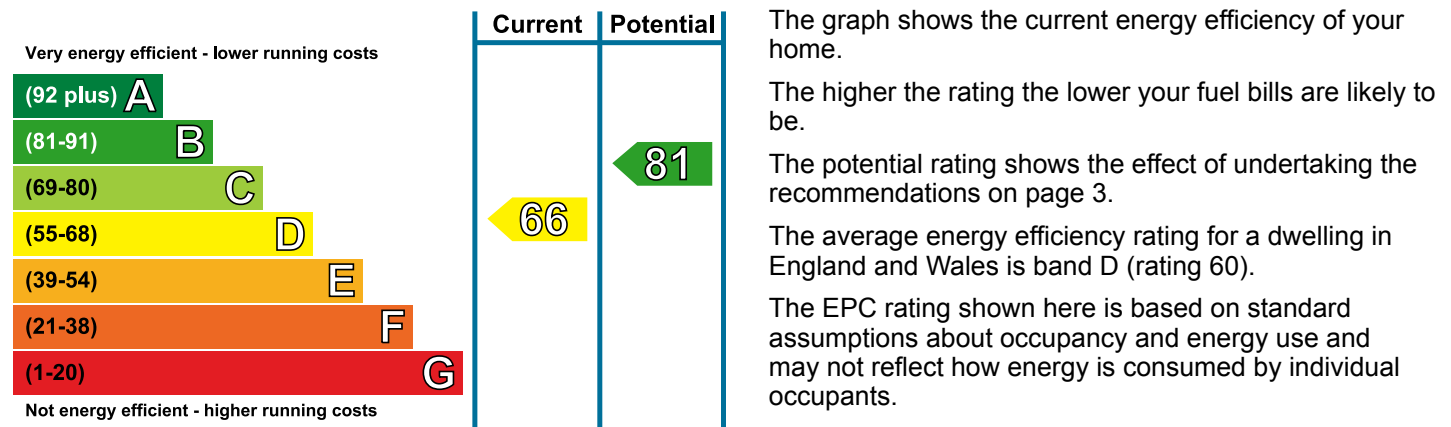 Current Potential
Very energy efficient - lower running costs
(92 plus) A
(81-91) B
81
(69-80) C
66
(55-68) D
(39-54) E
(21-38) F
(1-20) G
Not energy efficient - higher running costs
The graph shows the current energy efficiency of your
home.
The higher the rating the lower your fuel bills are likely to
be.
The potential rating shows the effect of undertaking the
recommendations on page 3.
The average energy efficiency rating for a dwelling in
England and Wales is band D (rating 60).
The EPC rating shown here is based on standard
assumptions about occupancy and energy use and
may not reflect how energy is consumed by individual
occupants.